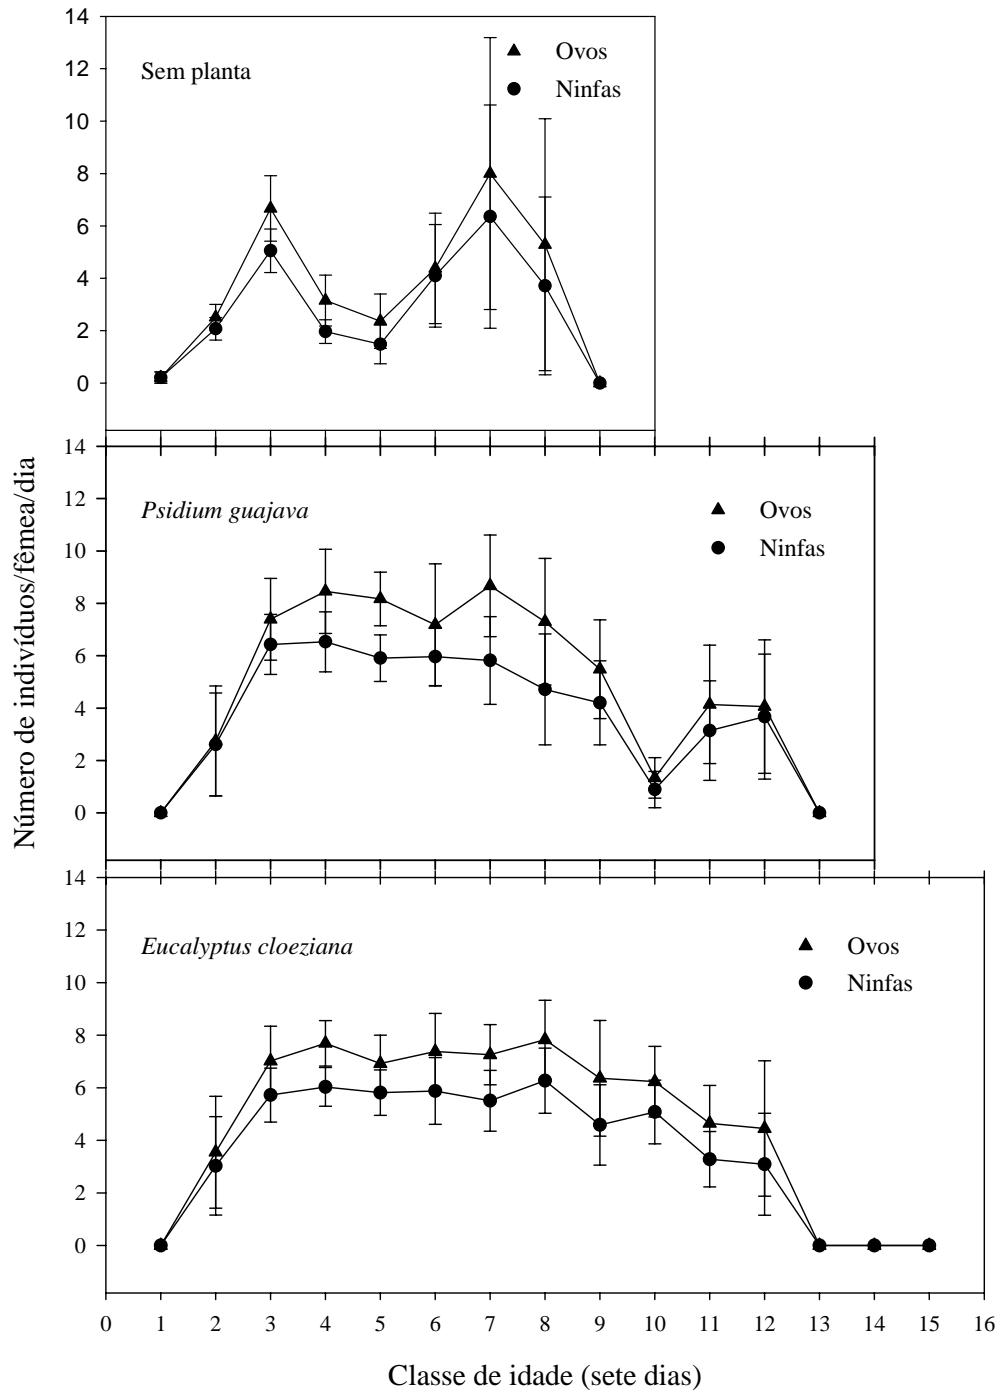 14
12
10
8
6
4
2
0
Sem planta
Ovos
Ninfas
14
12
10
8
6
4
2
0
Psidium guajava
Ovos
Ninfas
Número de indivíduos/fêmea/dia
14
12
10
8
6
4
2
0
Eucalyptus cloeziana
Ovos
Ninfas
0 1 2 3 4 5 6 7 8 9 10 11 12 13 14 15 16
Classe de idade (sete dias)